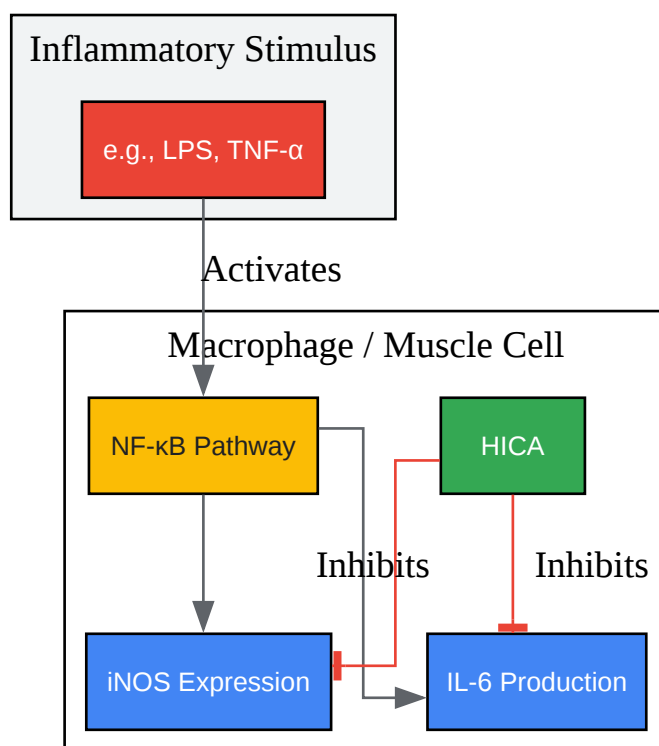 Inflammatory Stimulus
e.g., LPS, TNF-α
Activates
Macrophage / Muscle Cell
NF-κB Pathway
HICA
Inhibits
Inhibits
iNOS Expression
IL-6 Production